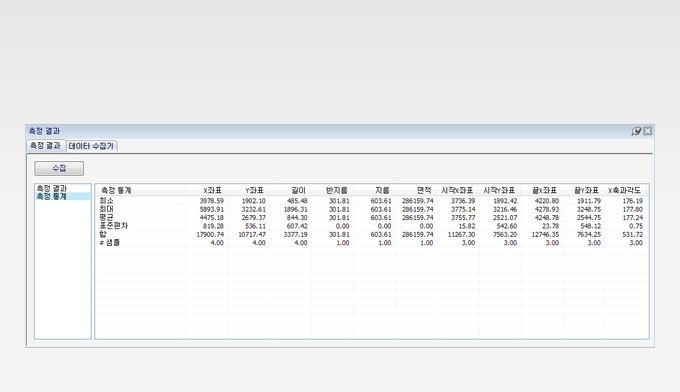 측정 결과
측정 결과 데이터 수집기
수집
측정 결과
측정 통계
측정 통계 X좌표 Y좌표 길이 반지름 지름 면적 시작X좌표 시작Y좌표 끝X좌표 끝Y좌표 X축과각도
최소 3978.59 1902.10 485.48 301.81 603.61 286159.74 3736.39 1892.42 4220.80 1911.79 176.19
최대 5893.91 3232.61 1896.31 301.81 603.61 286159.74 3775.14 3216.46 4278.93 3248.75 177.80
평균 4475.18 2679.37 844.30 301.81 603.61 286159.74 3755.77 2521.07 4248.78 2544.75 177.24
표준편차 819.28 536.11 607.42 0.00 0.00 0.00 15.82 542.60 23.78 548.12 0.75
합 17900.74 10717.47 3377.19 301.81 603.61 286159.74 11267.30 7563.20 12746.35 7634.25 531.72
# 샘플 4.00 4.00 4.00 1.00 1.00 1.00 3.00 3.00 3.00 3.00 3.00